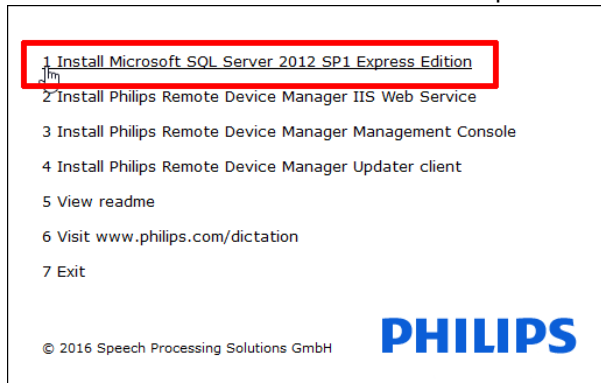 1 Install Microsoft SQL Server 2012 SP1 Express Edition
2 Install Philips Remote Device Manager IIS Web Service
3 Install Philips Remote Device Manager Management Console
4 Install Philips Remote Device Manager Updater client
5 View readme
6 Visit www.philips.com/dictation
7 Exit
© 2016 Speech Processing Solutions GmbH
PHILIPS